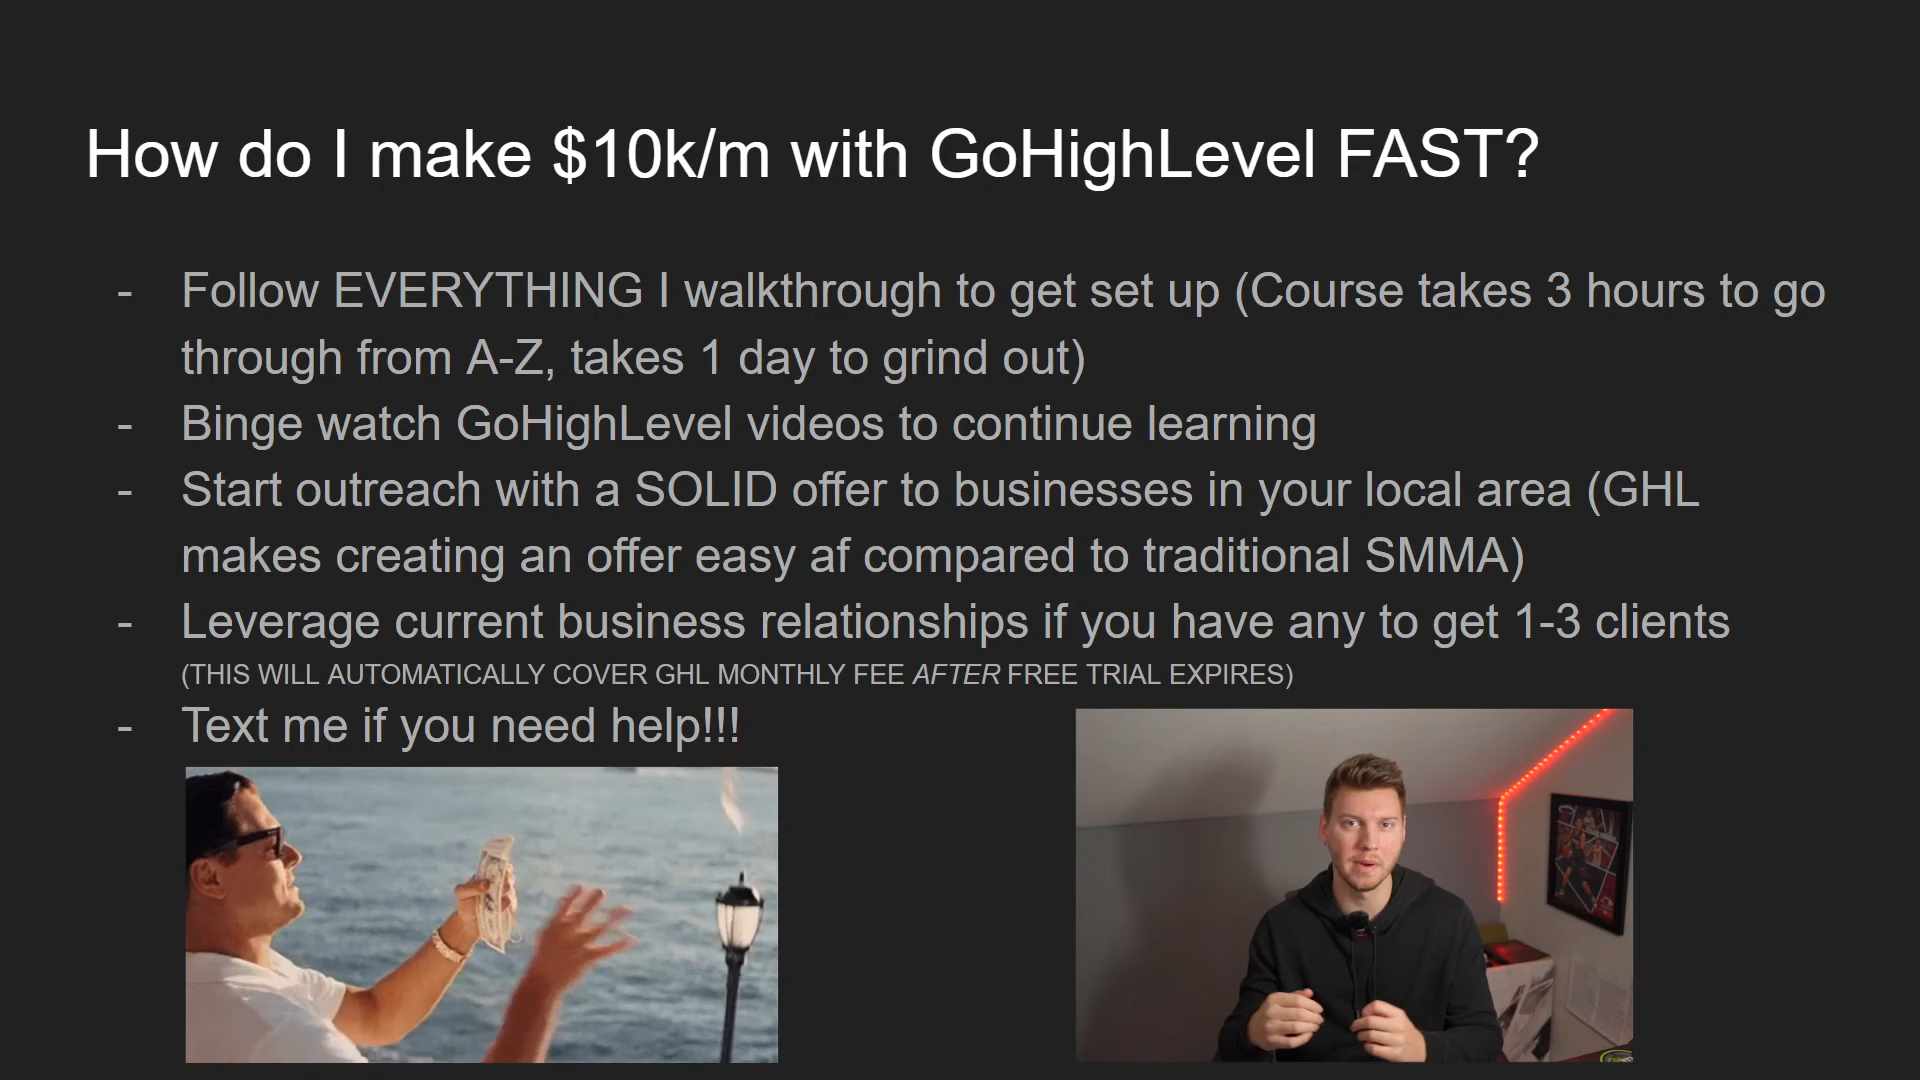 How do I make $10k/m with GoHighLevel FAST?
- Follow EVERYTHING I walkthrough to get set up (Course takes 3 hours to go
through from A-Z, takes 1 day to grind out)
- Binge watch GoHighLevel videos to continue learning
- Start outreach with a SOLID offer to businesses in your local area (GHL
makes creating an offer easy af compared to traditional SMMA)
- Leverage current business relationships if you have any to get 1-3 clients
(THIS WILL AUTOMATICALLY COVER GHL MONTHLY FEE AFTER FREE TRIAL EXPIRES)
- Text me if you need help!!!